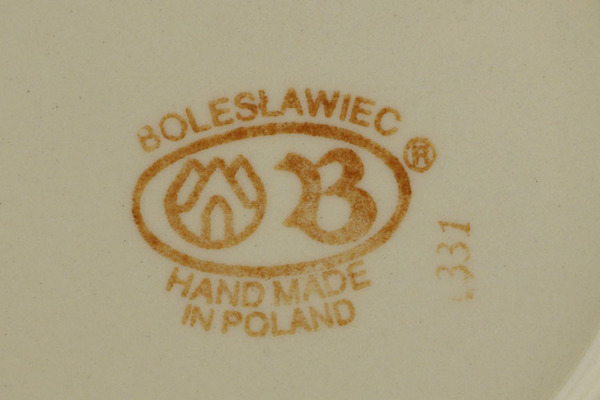 BOLESŁAWIEC
B ®
HAND MADE
IN POLAND
331